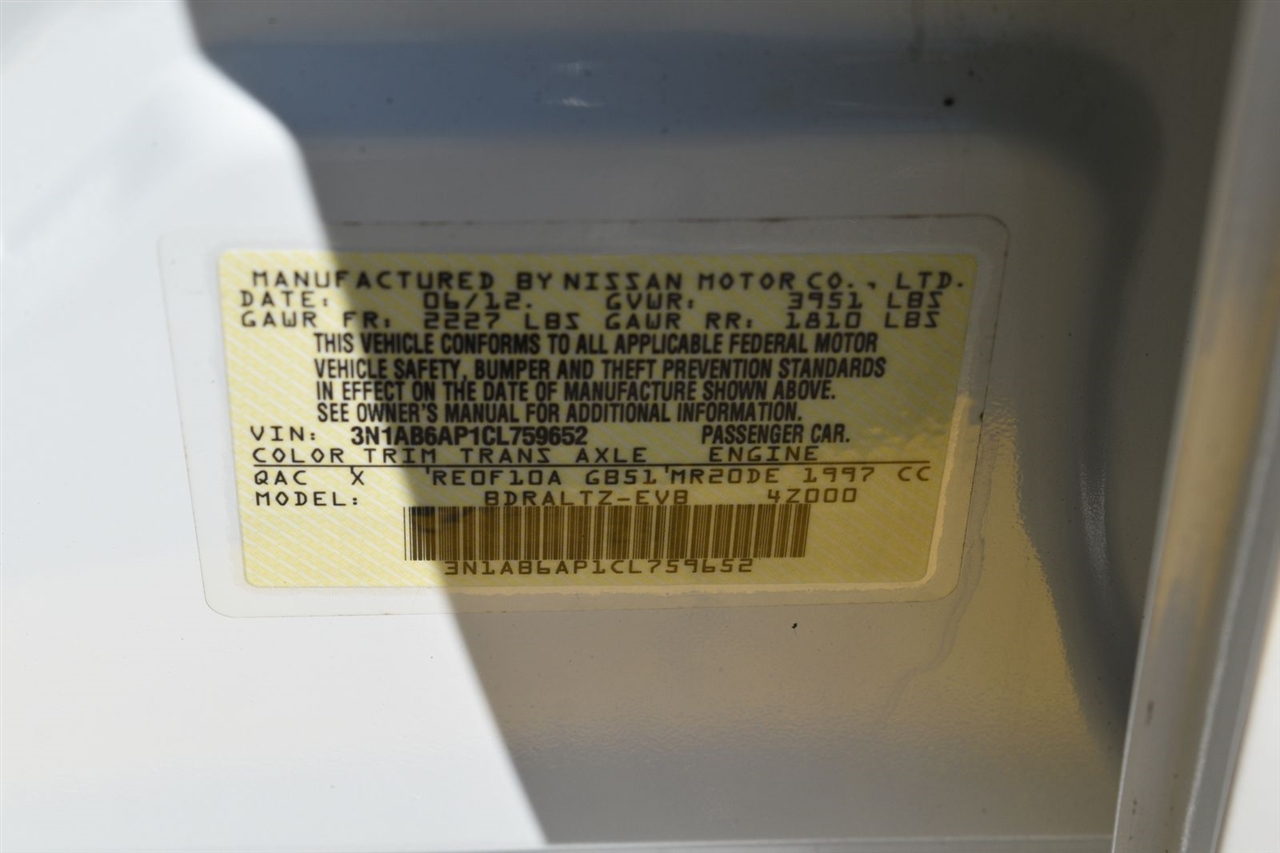 MANUFACTURED BY NISSAN MOTOR CO., LTD.
DATE: 06/12. GVWR: 3951 LBS
GAWR FR: 2227 LBS GAWR RR: 1810 LBS
THIS VEHICLE CONFORMS TO ALL APPLICABLE FEDERAL MOTOR
VEHICLE SAFETY, BUMPER AND THEFT PREVENTION STANDARDS
IN EFFECT ON THE DATE OF MANUFACTURE SHOWN ABOVE.
SEE OWNER'S MANUAL FOR ADDITIONAL INFORMATION.
VIN: 3N1AB6AP1CL759652 PASSENGER CAR.
COLOR TRIM TRANS AXLE ENGINE
QAC X 'RE0F10A GB51'MR20DE 1997 CC
MODEL: BDRALTZ-EVB 4Z000
3N1AB6AP1CL759652